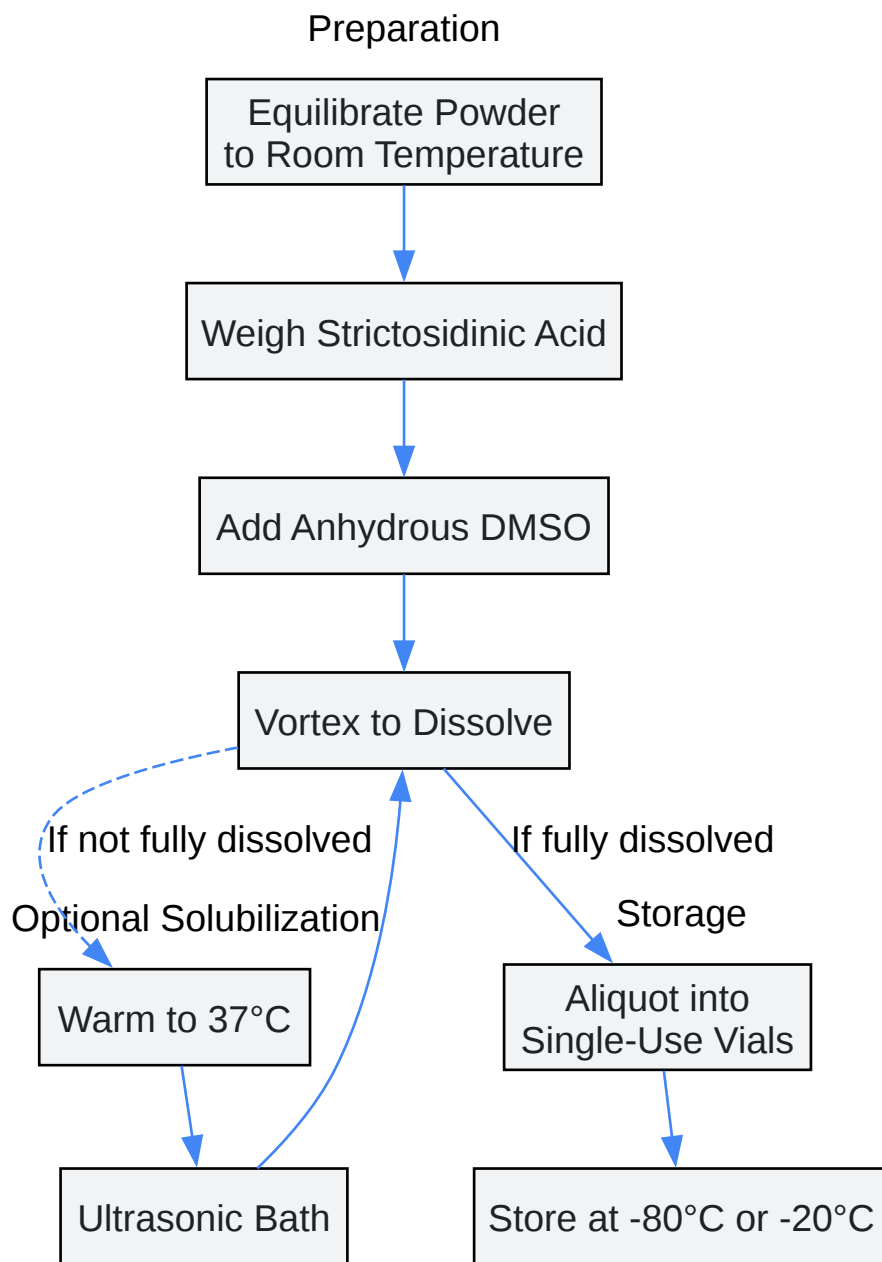 Preparation
Equilibrate Powder
to Room Temperature
Weigh Strictosidinic Acid
Add Anhydrous DMSO
Vortex to Dissolve
If not fully dissolved
If fully dissolved
Optional Solubilization
Storage
Warm to 37°C
Aliquot into
Single-Use Vials
Ultrasonic Bath
Store at -80°C or -20°C